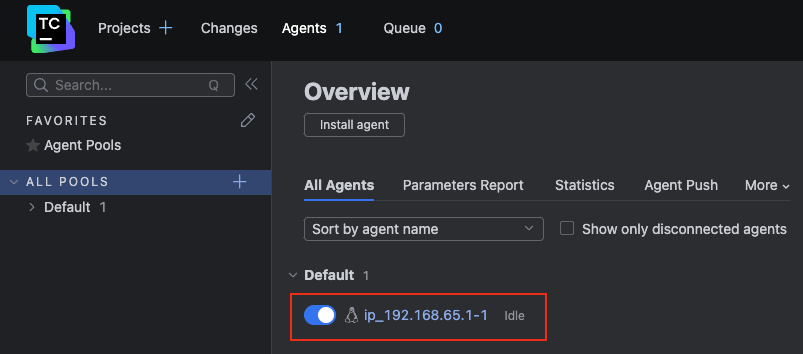 TC
Projects
Changes
Agents 1
Queue 0
Search... Q
FAVORITES
Agent Pools
ALL POOLS
Default 1
Overview
Install agent
All Agents Parameters Report Statistics Agent Push More
Sort by agent name Show only disconnected agents
Default 1
ip_192.168.65.1-1 Idle